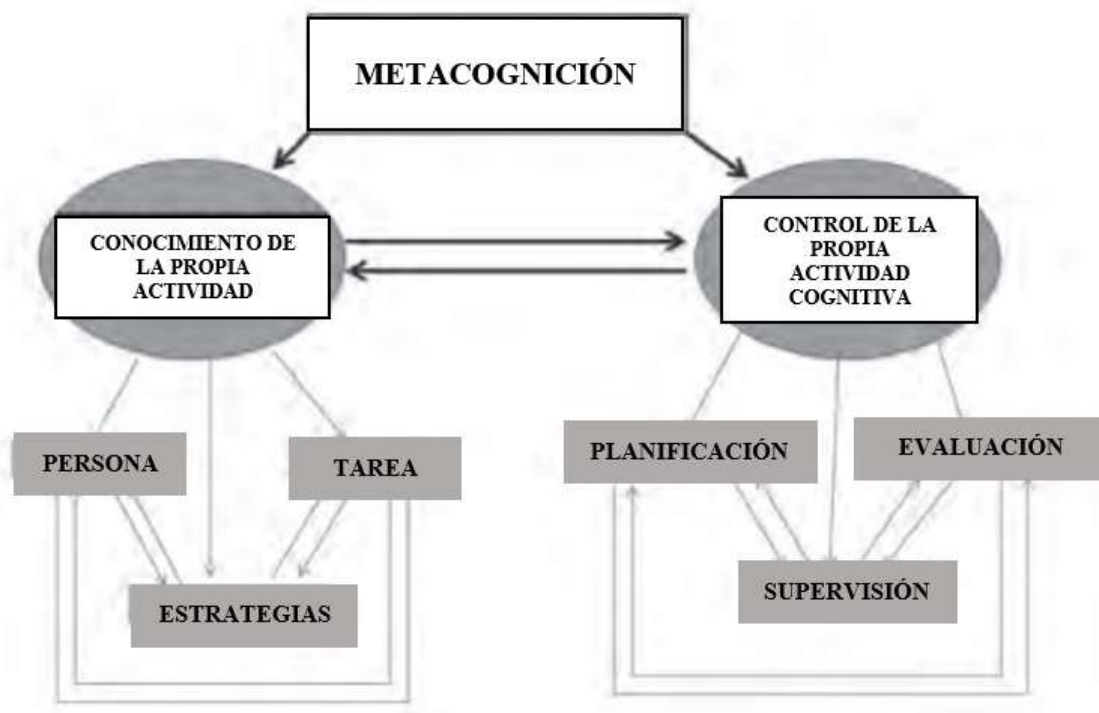 METACOGNICIÓN
CONOCIMIENTO DE
LA PROPIA
ACTIVIDAD
CONTROL DE LA
PROPIA
ACTIVIDAD
COGNITIVA
PERSONA
TAREA
ESTRATEGIAS
PLANIFICACIÓN
EVALUACIÓN
SUPERVISIÓN